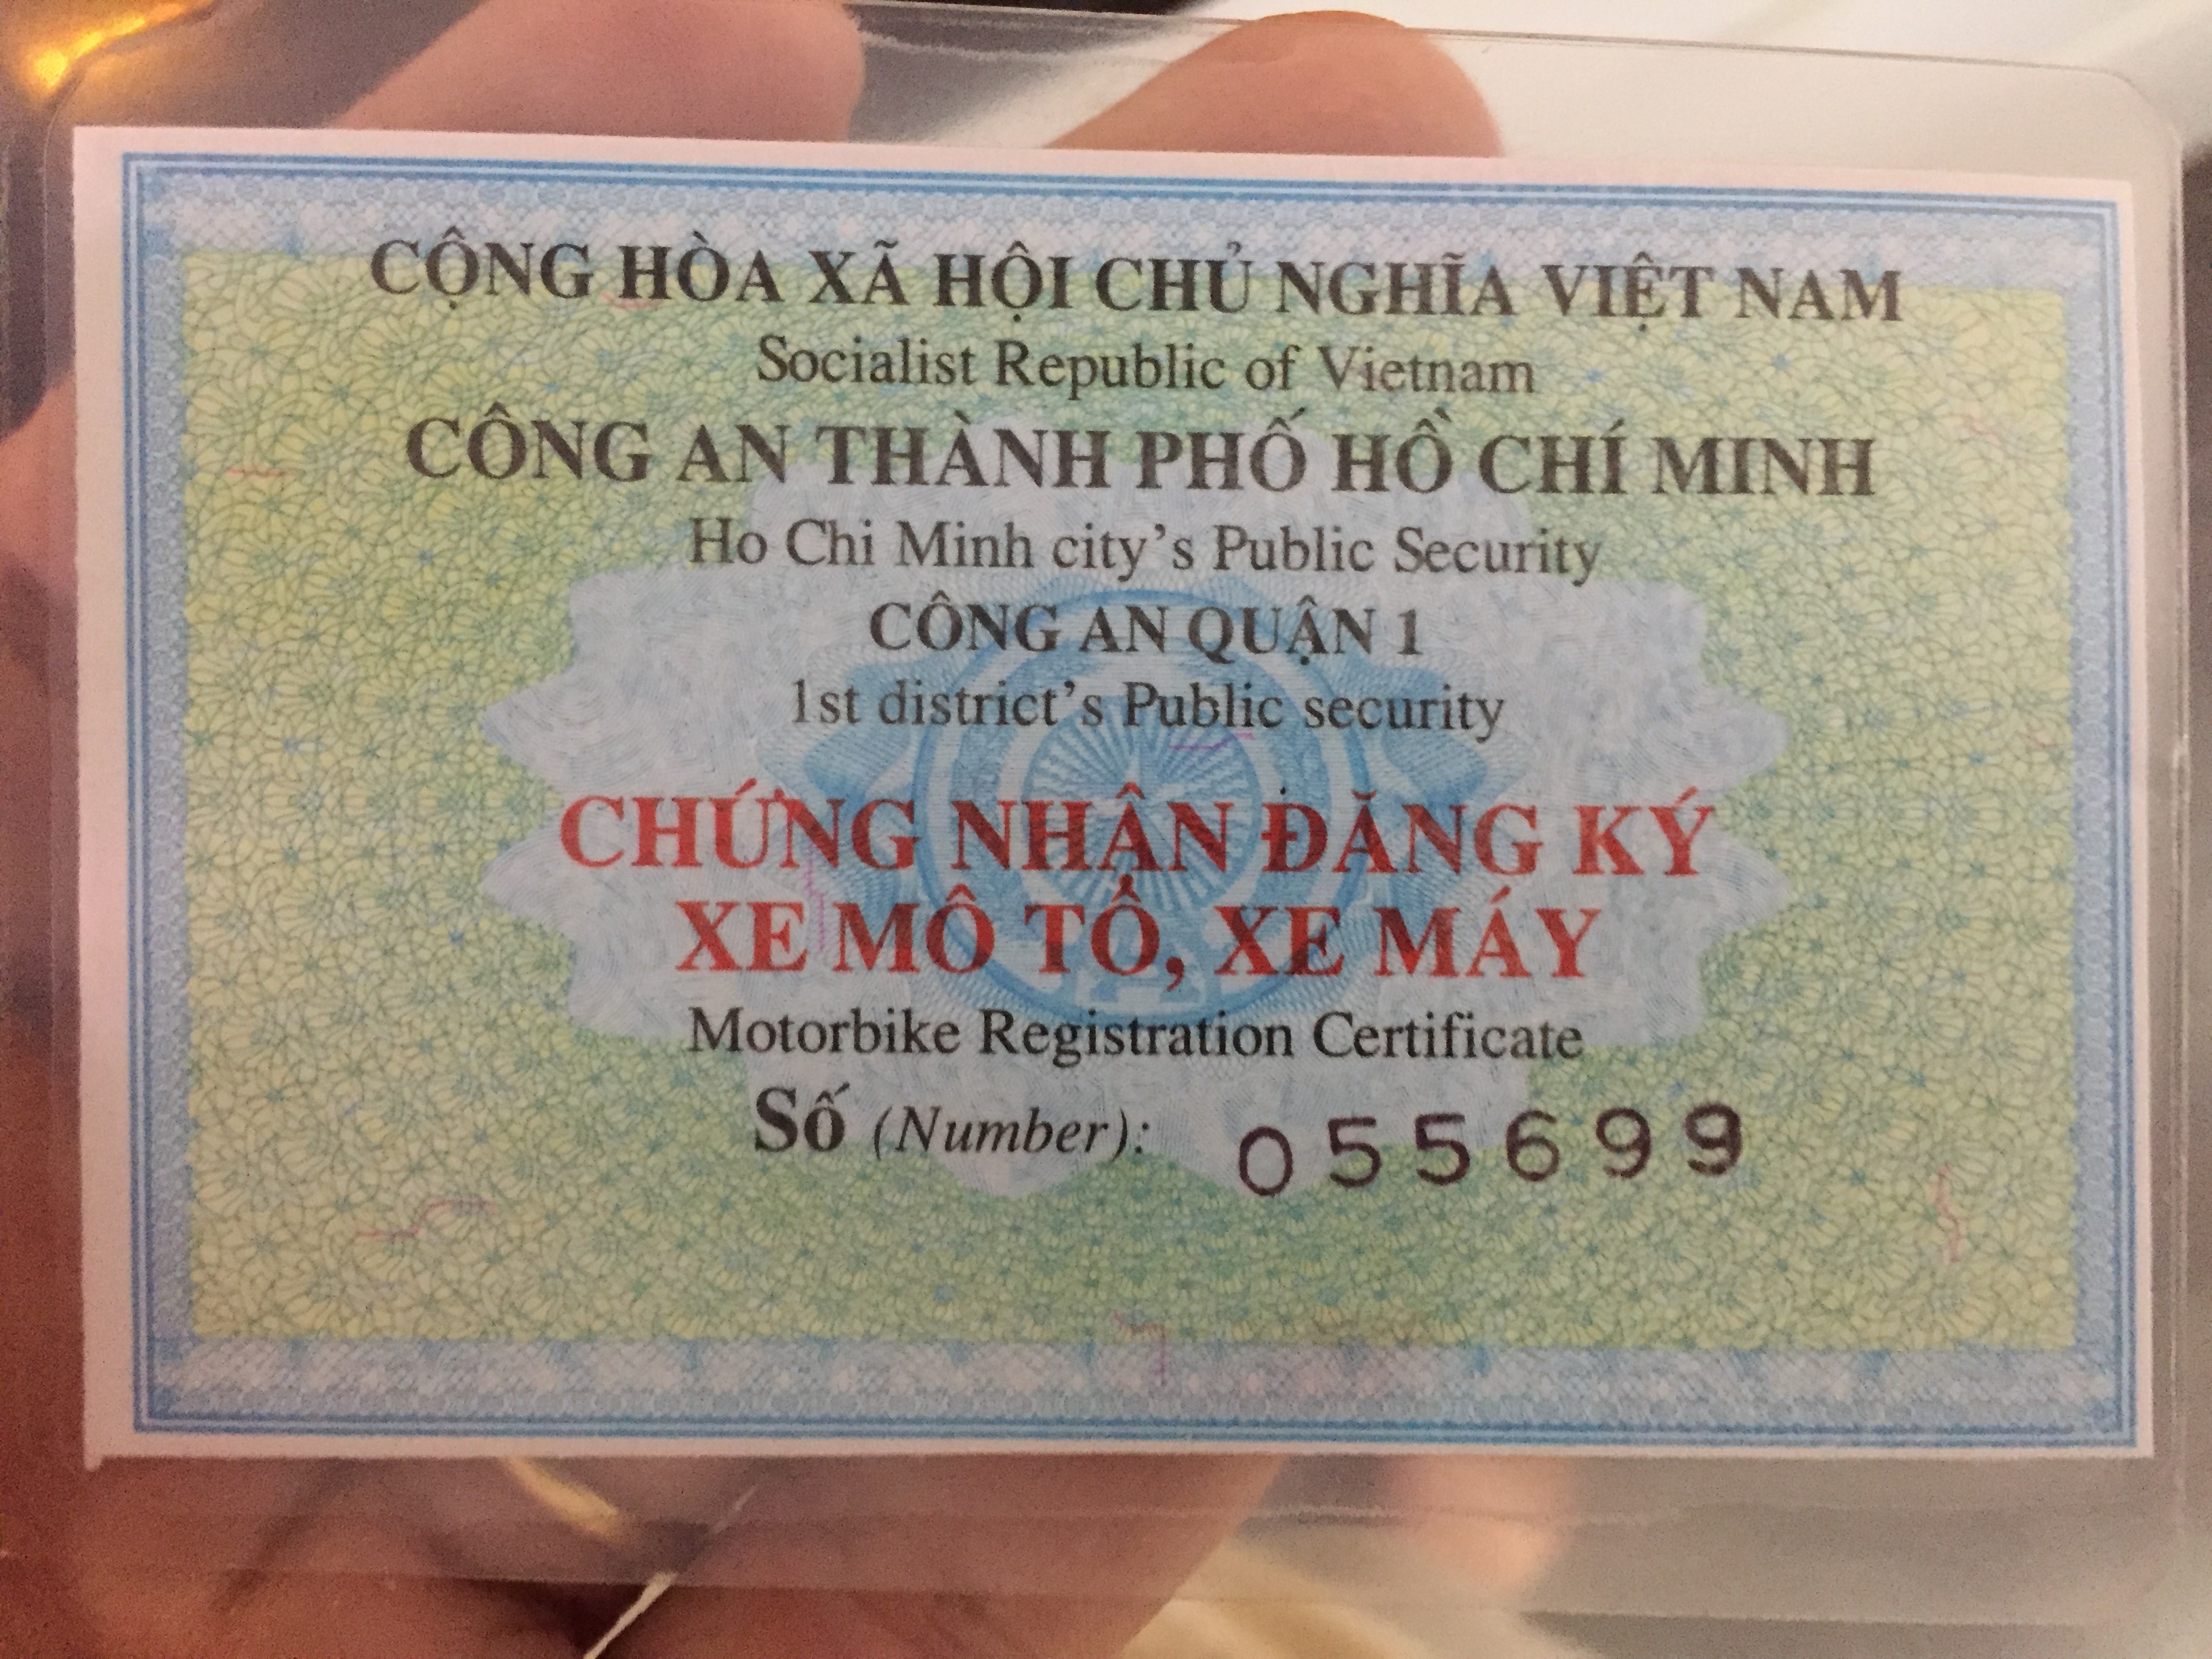 CỘNG HÒA XÃ HỘI CHỦ NGHĨA VIỆT NAM
Socialist Republic of Vietnam
CÔNG AN THÀNH PHỐ HỒ CHÍ MINH
Ho Chi Minh city's Public Security
CÔNG AN QUẬN 1
1st district's Public security
CHỨNG NHẬN ĐĂNG KÝ
XE MÔ TÔ, XE MÁY
Motorbike Registration Certificate
Số (Number): 055699